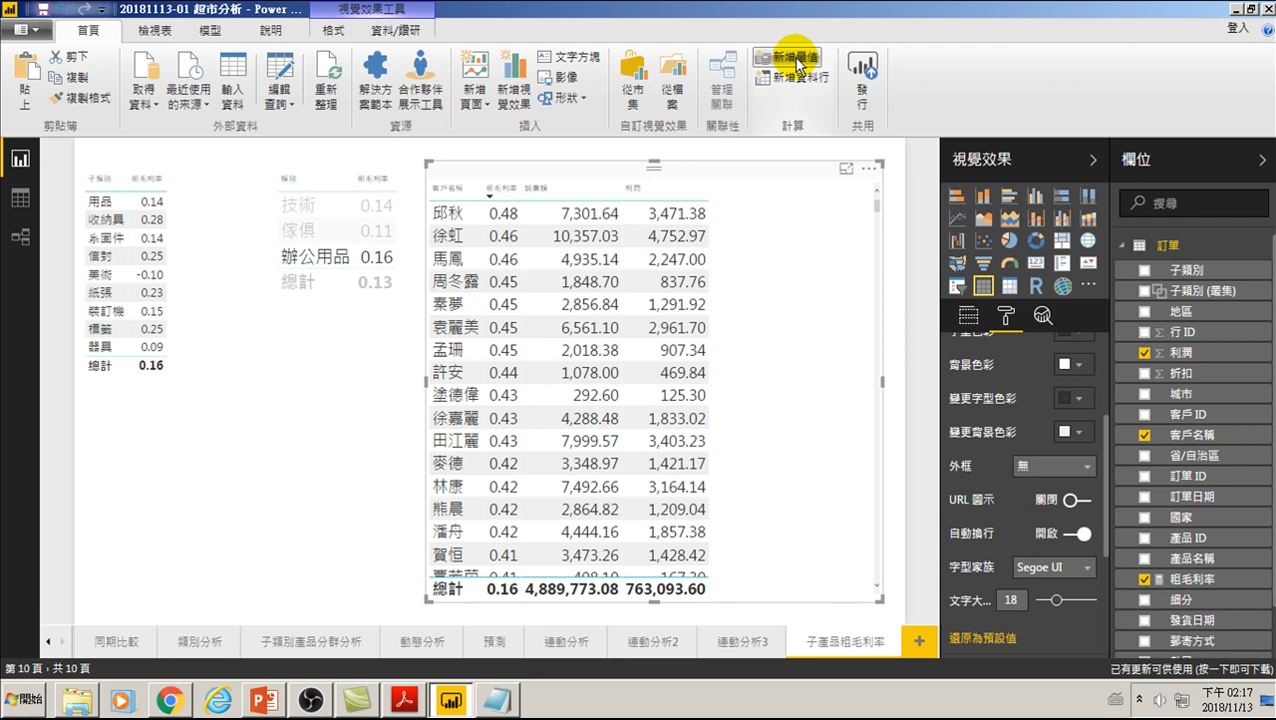 20181113-01 超市分析 - Power ...
視覺效果工具
首頁
檢視表
模型
說明
格式
資料/鑽研
登入
貼上
剪下
複製
複製格式
剪貼簿
取得資料
最近使用的來源
輸入資料
編輯查詢
重新整理
外部資料
解決方案範本
合作夥伴展示工具
資源
新增頁面
新增視覺效果
文字方塊
影像
形狀
插入
從市集
從檔案
自訂視覺效果
管理關聯
關聯性
新增量值
新增資料行
計算
發行
共用
子類別 粗毛利率
用品 0.14
收納具 0.28
系固件 0.14
信封 0.25
美術 -0.10
紙張 0.23
裝訂機 0.15
標籤 0.25
器具 0.09
總計 0.16
類別 粗毛利率
技術 0.14
傢俱 0.11
辦公用品 0.16
總計 0.13
客戶名稱 粗毛利率 銷售額 利潤
邱秋 0.48 7,301.64 3,471.38
徐虹 0.46 10,357.03 4,752.97
馬鳳 0.46 4,935.14 2,247.00
周冬露 0.45 1,848.70 837.76
秦夢 0.45 2,856.84 1,291.92
袁麗美 0.45 6,561.10 2,961.70
孟珊 0.45 2,018.38 907.34
許安 0.44 1,078.00 469.84
塗德偉 0.43 292.60 125.30
徐嘉麗 0.43 4,288.48 1,833.02
田江麗 0.43 7,999.57 3,403.23
麥德 0.42 3,348.97 1,421.17
林康 0.42 7,492.66 3,164.14
熊晨 0.42 2,864.82 1,209.04
潘舟 0.42 4,444.16 1,857.38
賀恒 0.41 3,473.26 1,428.42
總計 0.16 4,889,773.08 763,093.60
視覺效果
背景色彩
變更字型色彩
變更背景色彩
外框 無
URL 圖示 關閉
自動換行 開啟
字型家族 Segoe UI
文字大... 18
還原為預設值
欄位
搜尋
訂單
子類別
子類別 (叢集)
地區
行 ID
利潤
折扣
城市
客戶 ID
客戶名稱
省/自治區
訂單 ID
訂單日期
國家
產品 ID
產品名稱
粗毛利率
細分
發貨日期
郵寄方式
同期比較
類別分析
子類別產品分群分析
動態分析
預測
連動分析
連動分析2
連動分析3
子產品粗毛利率
第 10 頁，共 10 頁
已有更新可供使用 (按一下即可下載)
開始
下午 02:17
2018/11/13